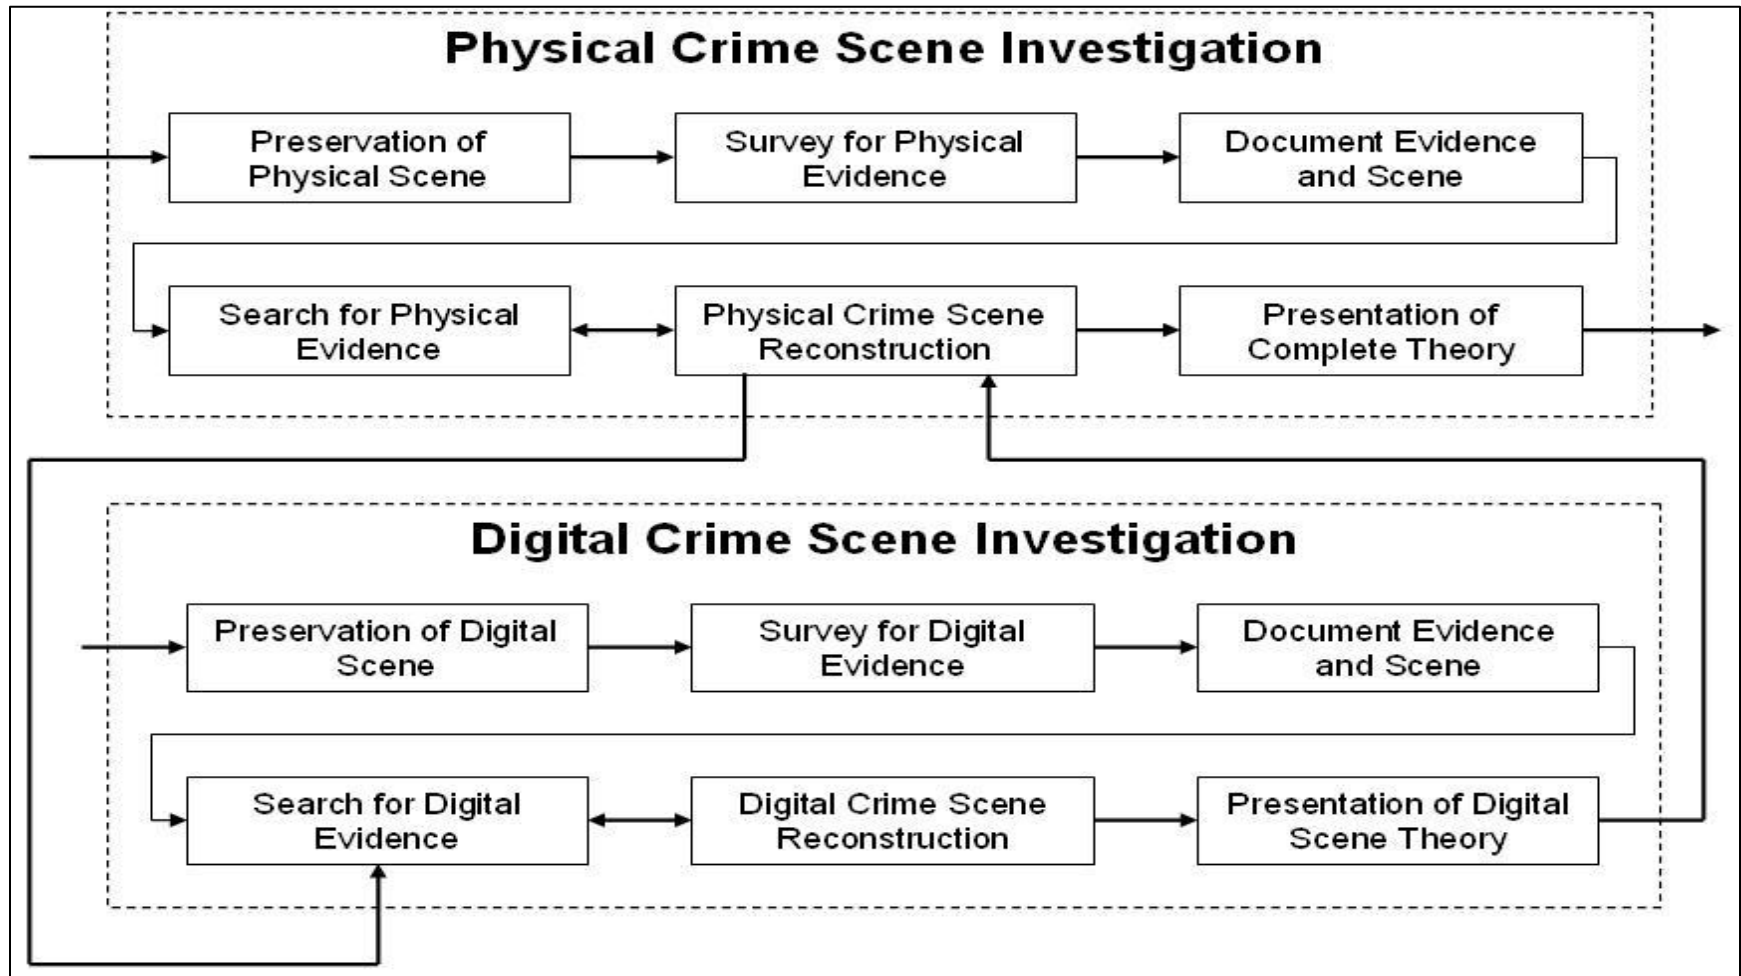 Physical Crime Scene Investigation
Preservation of
Physical Scene
Survey for Physical
Evidence
Document Evidence
and Scene
Search for Physical
Evidence
Physical Crime Scene
Reconstruction
Presentation of
Complete Theory
Digital Crime Scene Investigation
Preservation of Digital
Scene
Survey for Digital
Evidence
Document Evidence
and Scene
Search for Digital
Evidence
Digital Crime Scene
Reconstruction
Presentation of Digital
Scene Theory